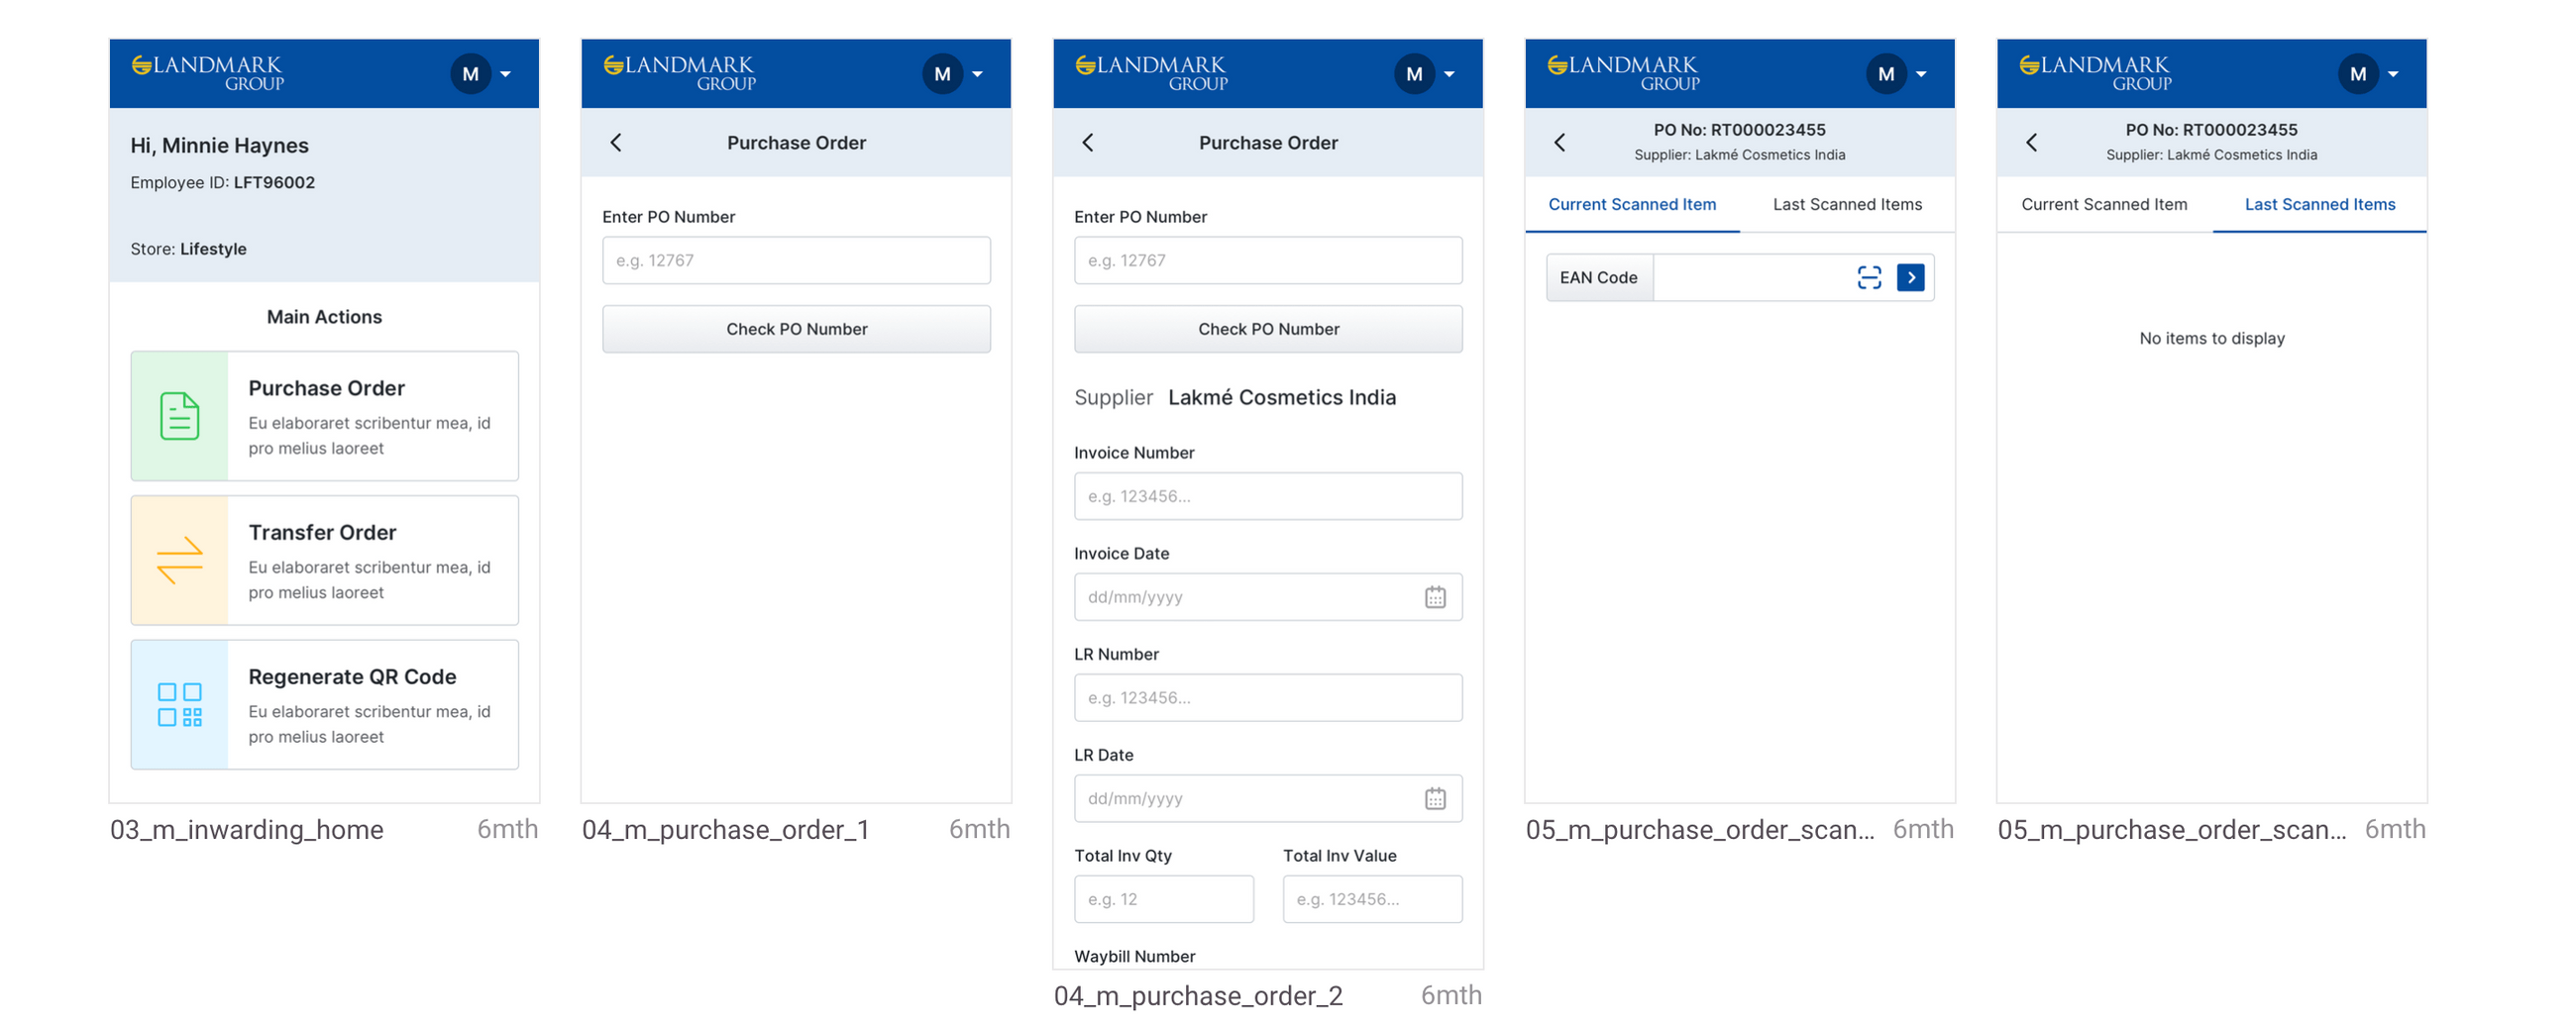 LANDMARK
GROUP
M
Hi, Minnie Haynes
Employee ID: LFT96002
Store: Lifestyle
Main Actions
Purchase Order
Eu elaboraret scribentur mea, id
pro melius laoreet
Transfer Order
Eu elaboraret scribentur mea, id
pro melius laoreet
Regenerate QR Code
Eu elaboraret scribentur mea, id
pro melius laoreet
03_m_inwarding_home 6mth
LANDMARK
GROUP
M
Purchase Order
Enter PO Number
e.g. 12767
Check PO Number
04_m_purchase_order_1 6mth
LANDMARK
GROUP
M
Purchase Order
Enter PO Number
e.g. 12767
Check PO Number
Supplier Lakmé Cosmetics India
Invoice Number
e.g. 123456...
Invoice Date
dd/mm/yyyy
LR Number
e.g. 123456...
LR Date
dd/mm/yyyy
Total Inv Qty Total Inv Value
e.g. 12 e.g. 123456...
Waybill Number
04_m_purchase_order_2 6mth
LANDMARK
GROUP
M
PO No: RT000023455
Supplier: Lakmé Cosmetics India
Current Scanned Item Last Scanned Items
EAN Code
05_m_purchase_order_scan... 6mth
LANDMARK
GROUP
M
PO No: RT000023455
Supplier: Lakmé Cosmetics India
Current Scanned Item Last Scanned Items
No items to display
05_m_purchase_order_scan... 6mth